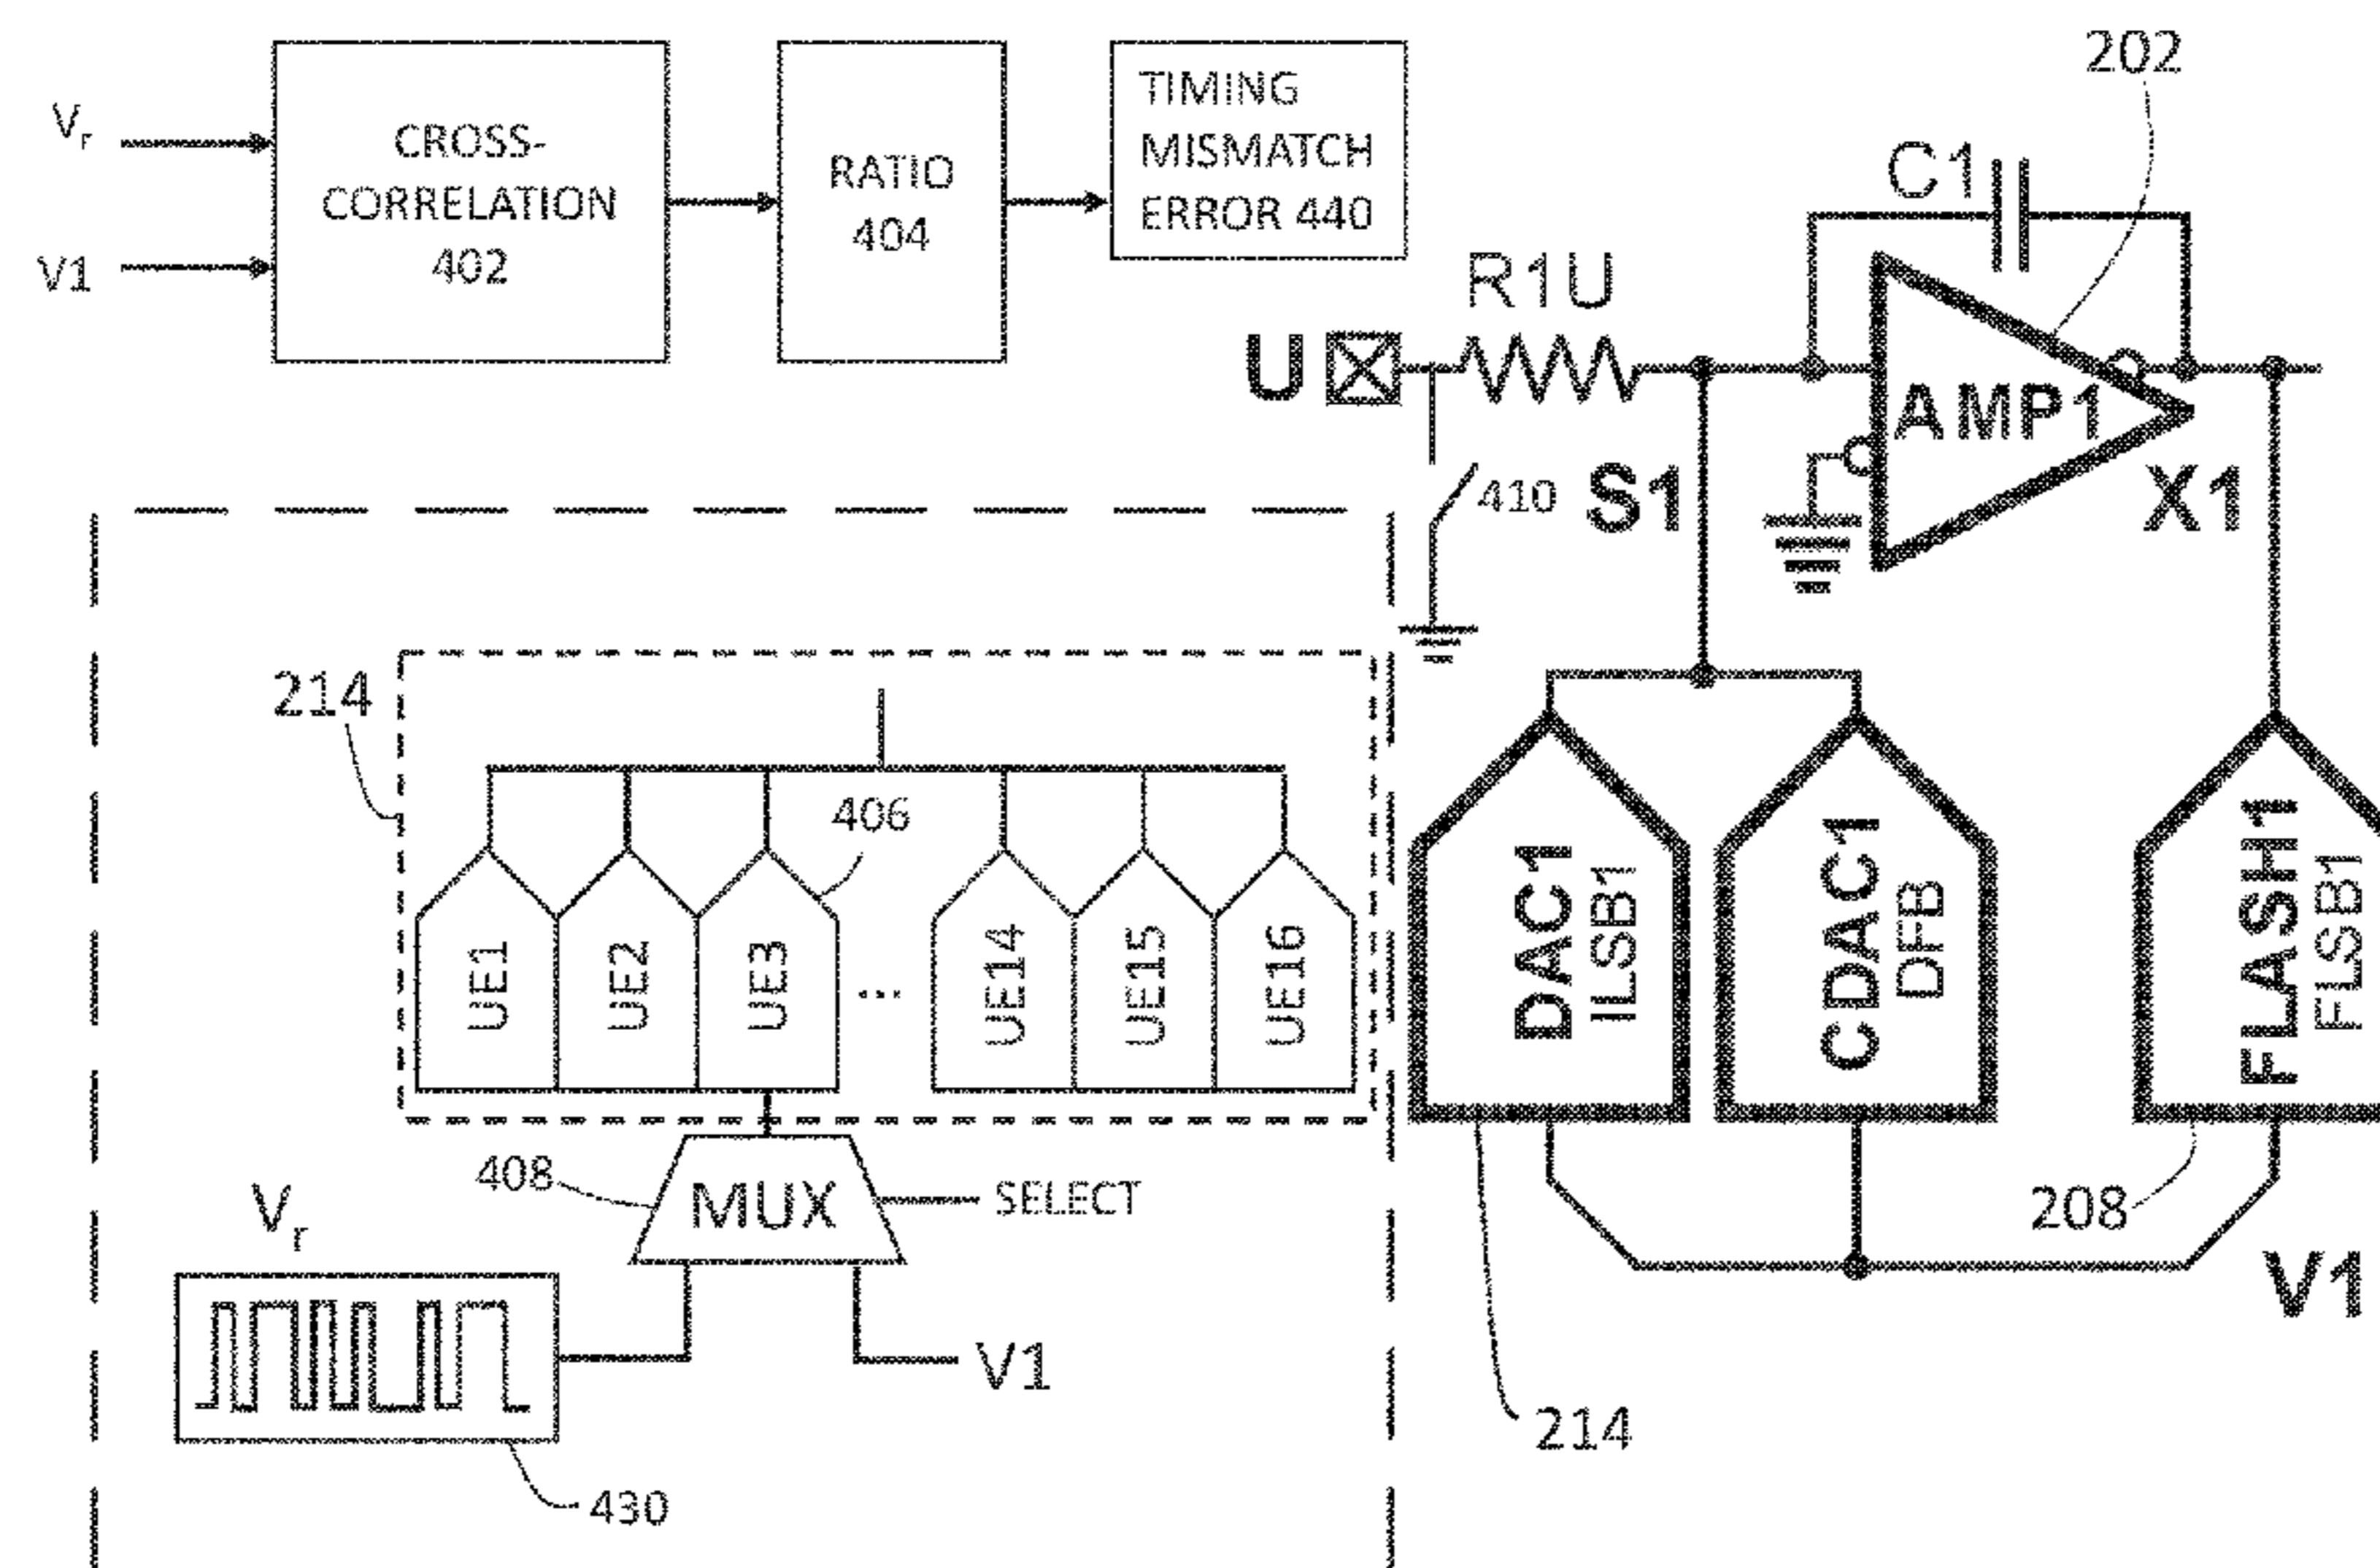 V_r
V1
CROSS-
CORRELATION
402
RATIO
404
TIMING
MISMATCH
ERROR 440
202
C1
R1U
U
AMP1
410
S1
X1
214
406
UE1
UE2
UE3
...
UE14
UE15
UE16
DAC1
ILSB1
CDAC1
DFB
FLASH1
FLSB1
408
MUX
SELECT
V_r
208
V1
V1
214
430